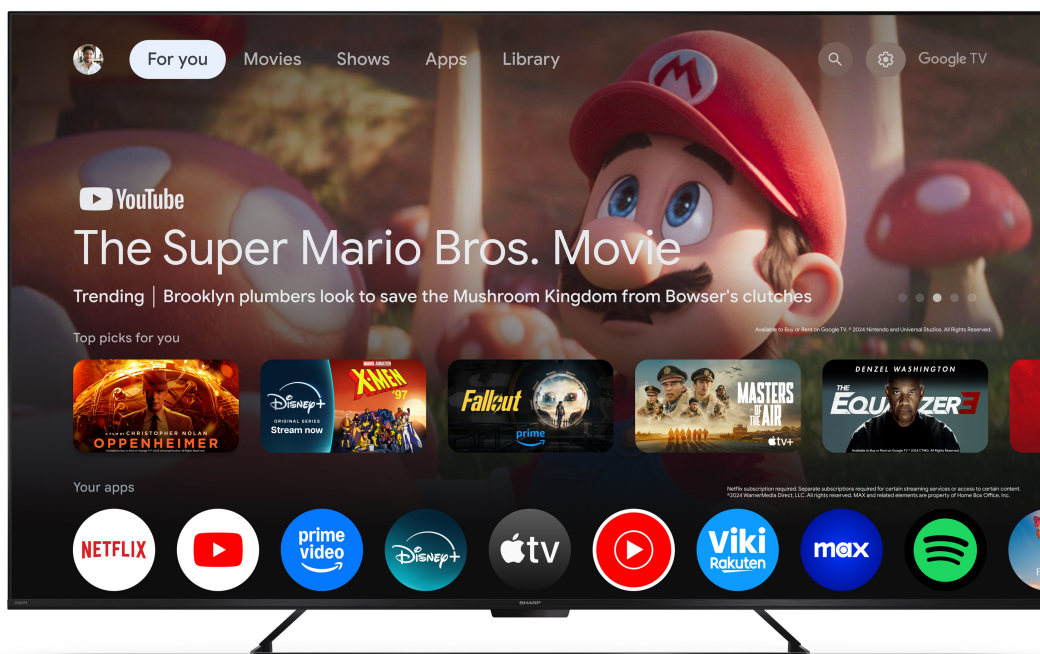 For you
Movies
Shows
Apps
Library
Google TV
M
YouTube
The Super Mario Bros. Movie
Trending | Brooklyn plumbers look to save the Mushroom Kingdom from Bowser's clutches
Available to Buy or Rent on Google TV. © 2024 Nintendo and Universal Studios. All Rights Reserved.
Top picks for you
A FILM BY CHRISTOPHER NOLAN
OPPENHEIMER
Disney+
ORIGINAL SERIES
Stream now
MARVEL ANIMATION
X-MEN
'97
Fallout
prime
MASTERS
OF THE AIR
tv+
DENZEL WASHINGTON
THE
EQUALIZER 3
Your apps
Netflix subscription required. Separate subscriptions required for certain streaming services or access to certain content.
©2024 WarnerMedia Direct, LLC. All rights reserved. MAX and related elements are property of Home Box Office, Inc.
NETFLIX
prime
video
Disney+
tv
Viki
Rakuten
max
SHARP